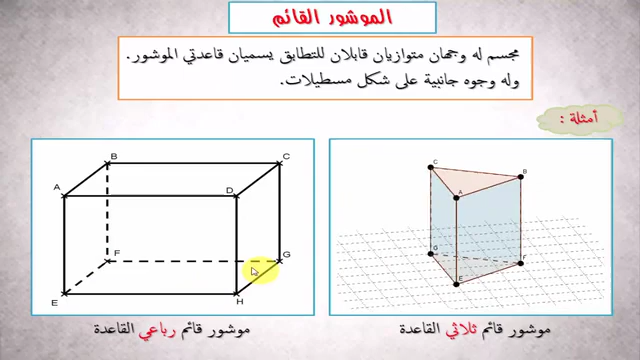 الموشور القائم
مجسم له وجهان متوازيان قابلان للتطابق يسميان قاعدتي الموشور.
وله وجوه جانبية على شكل مسطيلات.
أمثلة :
C
B
A
G
F
E
موشور قائم ثلاثي القاعدة
B
C
A
D
F
G
E
H
موشور قائم رباعي القاعدة